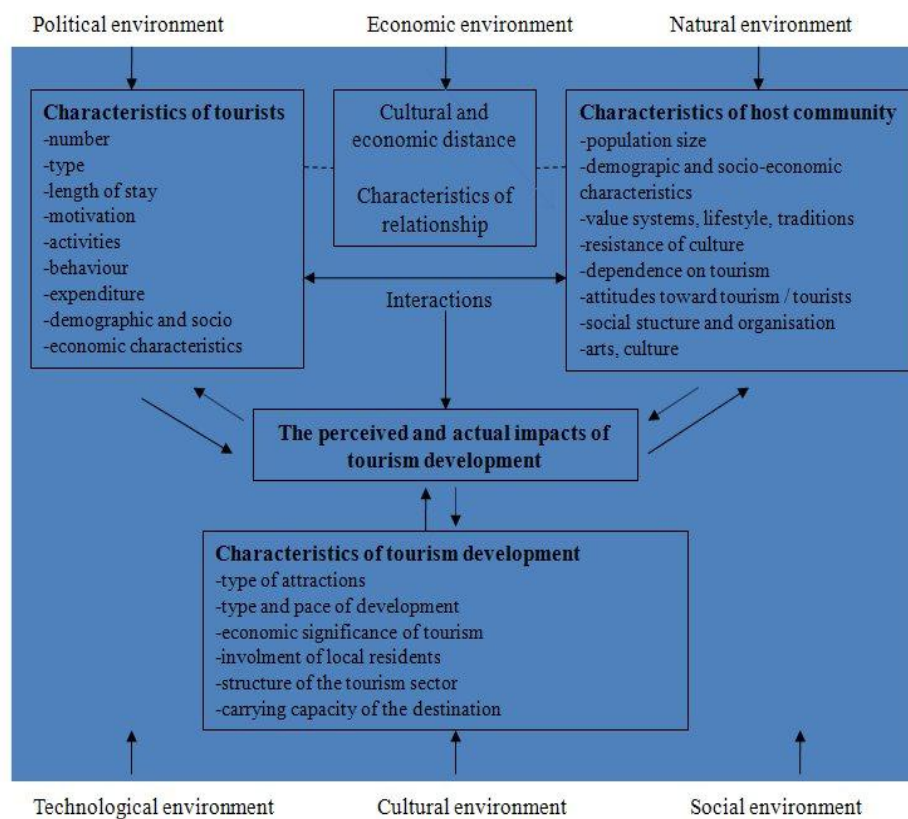 Political environment
Economic environment
Natural environment
Characteristics of tourists
-number
-type
-length of stay
-motivation
-activities
-behaviour
-expenditure
-demographic and socio
-economic characteristics
Cultural and
economic distance
Characteristics of
relationship
Characteristics of host community
-population size
-demograpic and socio-economic
characteristics
-value systems, lifestyle, traditions
-resistance of culture
-dependence on tourism
-attitudes toward tourism / tourists
-social stucture and organisation
-arts, culture
Interactions
The perceived and actual impacts of
tourism development
Characteristics of tourism development
-type of attractions
-type and pace of development
-economic significance of tourism
-involment of local residents
-structure of the tourism sector
-carrying capacity of the destination
Technological environment
Cultural environment
Social environment